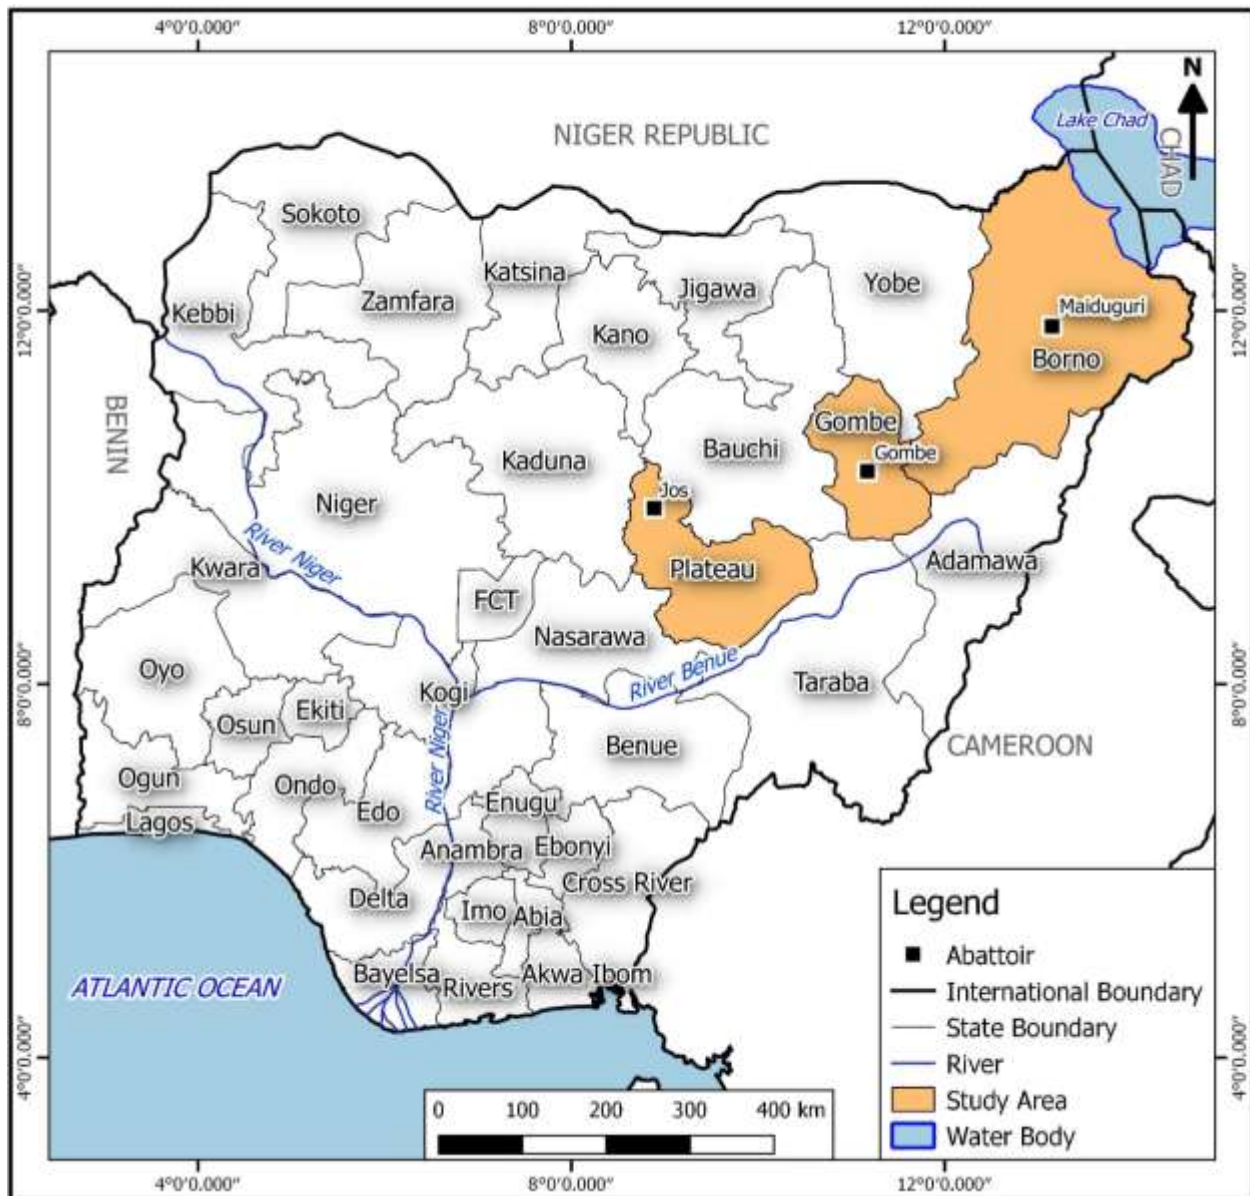 4°0'0.000"
8°0'0.000"
12°0'0.000"
N
Lake Chad
CHAD
NIGER REPUBLIC
Sokoto
Katsina
Yobe
Jigawa
Kebbi
Zamfara
Kano
Maiduguri
Borno
12°0'0.000"
12°0'0.000"
BENIN
Gombe
Gombe
Bauchi
Kaduna
Niger
Jos
River Niger
Kwara
Plateau
Adamawa
FCT
Nasarawa
Oyo
Kogi
River Benue
Taraba
8°0'0.000"
8°0'0.000"
Ekiti
Osun
River Niger
Benue
CAMEROON
Ogun
Ondo
Edo
Enugu
Lagos
Anambra
Ebonyi
Cross River
Delta
Imo
Abia
Bayelsa
Rivers
Akwa Ibom
ATLANTIC OCEAN
Legend
Abattoir
International Boundary
State Boundary
River
Study Area
Water Body
4°0'0.000"
4°0'0.000"
0 100 200 300 400 km
4°0'0.000"
8°0'0.000"
12°0'0.000"